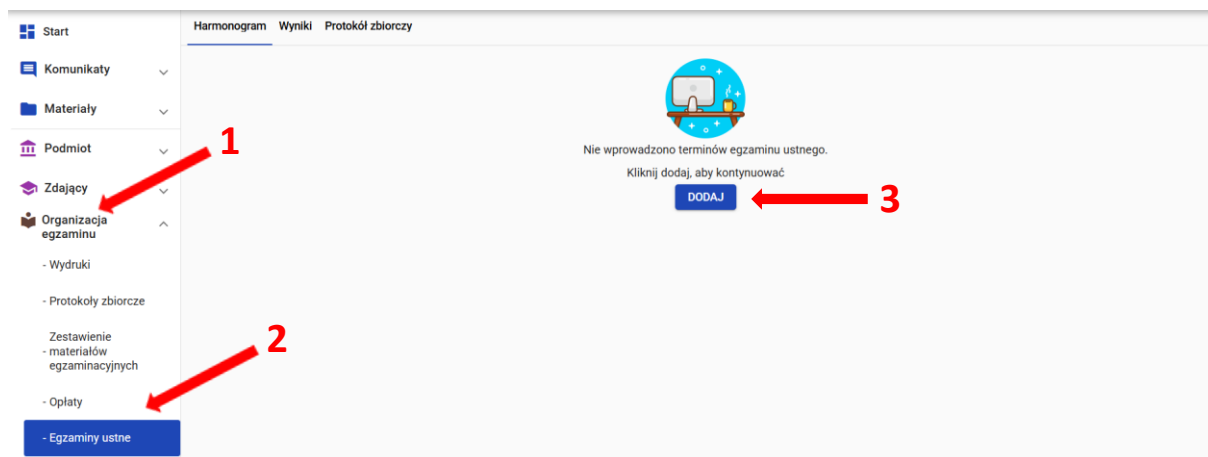 Start
Komunikaty
Materiały
Podmiot
Zdający
Organizacja
egzaminu
- Wydruki
- Protokoły zbiorcze
Zestawienie
- materiałów
egzaminacyjnych
- Opłaty
- Egzaminy ustne
1
2
Harmonogram Wyniki Protokół zbiorczy
Nie wprowadzono terminów egzaminu ustnego.
Kliknij dodaj, aby kontynuować
DODAJ
3